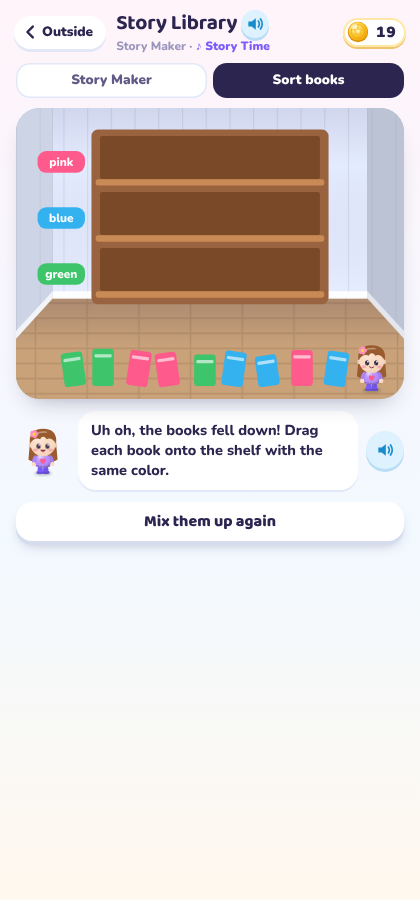 Outside
Story Library
Story Maker · ♪ Story Time
19
Story Maker
Sort books
pink
blue
green
Uh oh, the books fell down! Drag
each book onto the shelf with the
same color.
Mix them up again